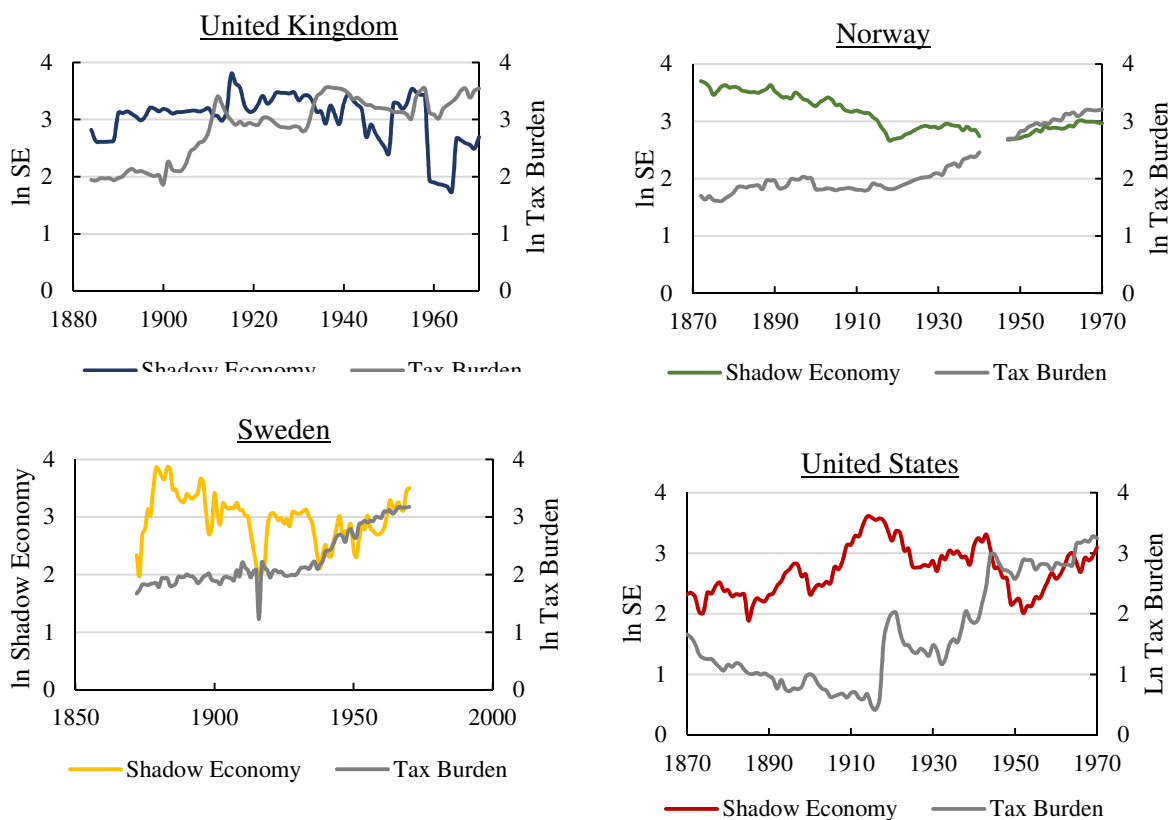 United Kingdom
4
3
2
1
0
ln SE
4
3
2
1
0
ln Tax Burden
1880 1900 1920 1940 1960
Shadow Economy Tax Burden
Norway
4
3
2
1
0
ln SE
4
3
2
1
0
ln Tax Burden
1870 1890 1910 1930 1950 1970
Shadow Economy Tax Burden
Sweden
4
3
2
1
0
ln Shadow Economy
4
3
2
1
0
ln Tax Burden
1850 1900 1950 2000
Shadow Economy Tax Burden
United States
4
3
2
1
0
ln SE
4
3
2
1
0
Ln Tax Burden
1870 1890 1910 1930 1950 1970
Shadow Economy Tax Burden